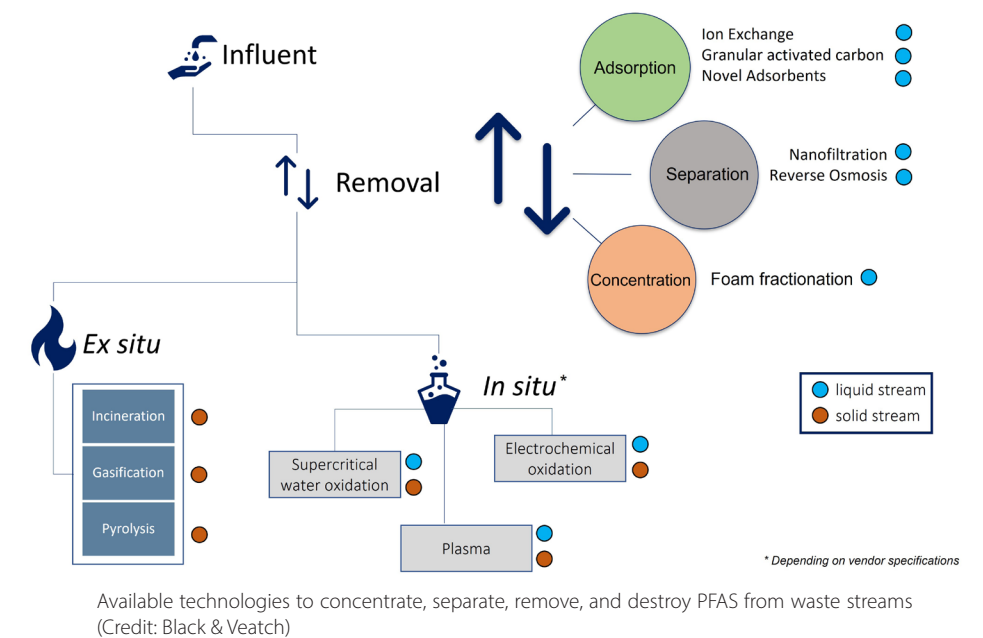 Influent
Removal
Adsorption
Ion Exchange
Granular activated carbon
Novel Adsorbents
Separation
Nanofiltration
Reverse Osmosis
Concentration
Foam fractionation
Ex situ
Incineration
Gasification
Pyrolysis
In situ*
Supercritical
water oxidation
Electrochemical
oxidation
Plasma
liquid stream
solid stream
* Depending on vendor specifications
Available technologies to concentrate, separate, remove, and destroy PFAS from waste streams
(Credit: Black & Veatch)